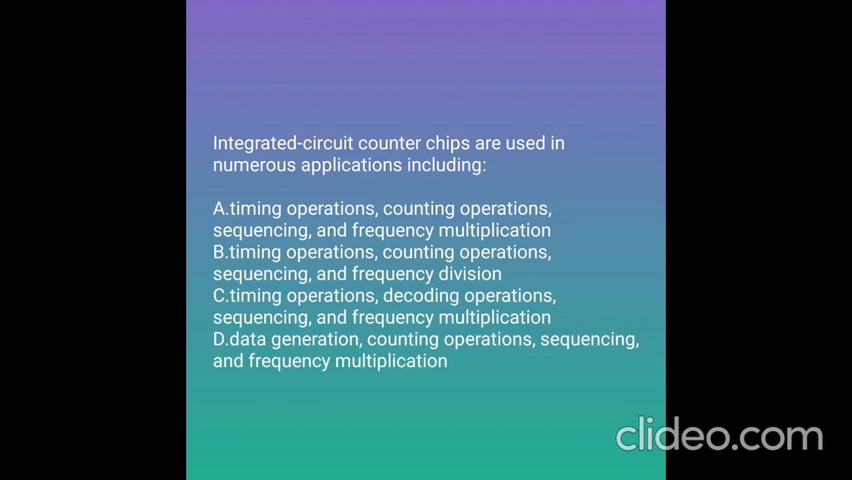 Integrated-circuit counter chips are used in
numerous applications including:
A.timing operations, counting operations,
sequencing, and frequency multiplication
B.timing operations, counting operations,
sequencing, and frequency division
C.timing operations, decoding operations,
sequencing, and frequency multiplication
D.data generation, counting operations, sequencing,
and frequency multiplication
clideo.com